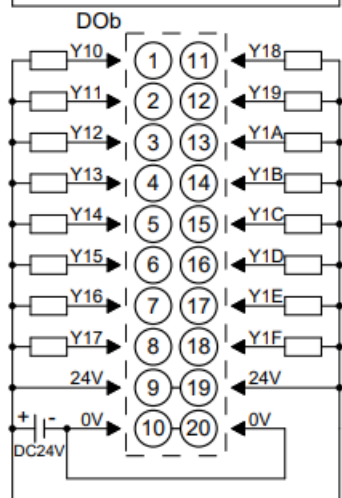 DOb
Y10 1 11 Y18
Y11 2 12 Y19
Y12 3 13 Y1A
Y13 4 14 Y1B
Y14 5 15 Y1C
Y15 6 16 Y1D
Y16 7 17 Y1E
Y17 8 18 Y1F
24V 9 19 24V
+ - 0V 10 20 0V
DC24V